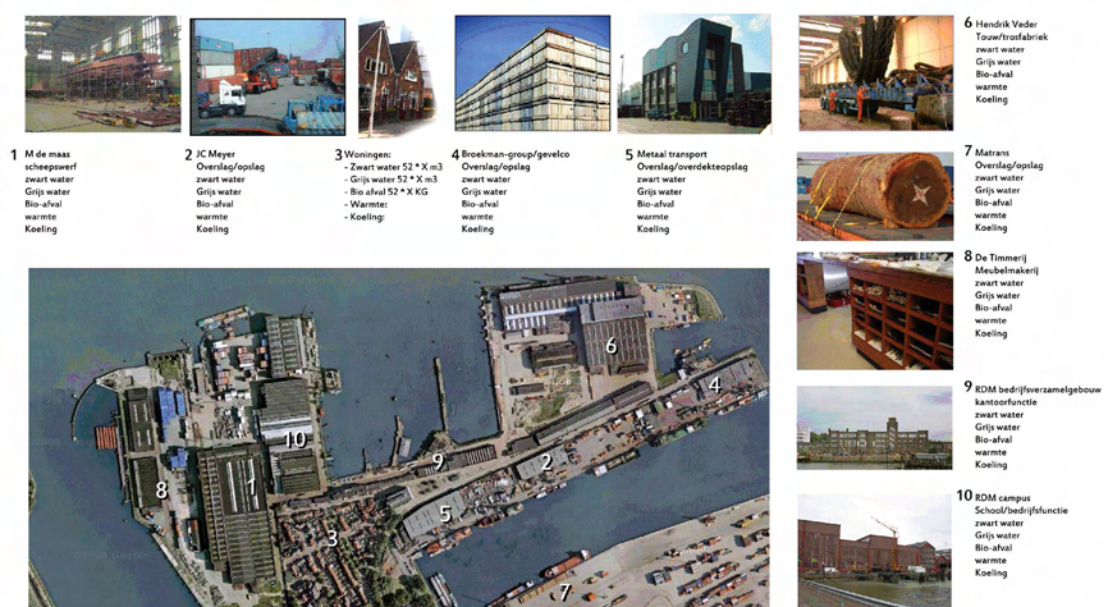 1 M de maas
scheepswerf
zwart water
Grijs water
Bio-afval
warmte
Koeling
2 JC Meyer
Overslag/opslag
zwart water
Grijs water
Bio-afval
warmte
Koeling
3 Woningen:
- Zwart water 52 * X m3
- Grijs water 52 * X m3
- Bio afval 52 * X KG
- Warmte:
- Koeling:
4 Broekman-group/gevelco
Overslag/opslag
zwart water
Grijs water
Bio-afval
warmte
Koeling
5 Metaal transport
Overslag/overdekteopslag
zwart water
Grijs water
Bio-afval
warmte
Koeling
6 Hendrik Veder
Touw/trosfabriek
zwart water
Grijs water
Bio-afval
warmte
Koeling
7 Matrans
Overslag/opslag
zwart water
Grijs water
Bio-afval
warmte
Koeling
8 De Timmerij
Meubelmakerij
zwart water
Grijs water
Bio-afval
warmte
Koeling
9 RDM bedrijfsverzamelgebouw
kantoorfunctie
zwart water
Grijs water
Bio-afval
warmte
Koeling
10 RDM campus
School/bedrijfsfunctie
zwart water
Grijs water
Bio-afval
warmte
Koeling
6
4
10
9
2
1
8
5
3
7